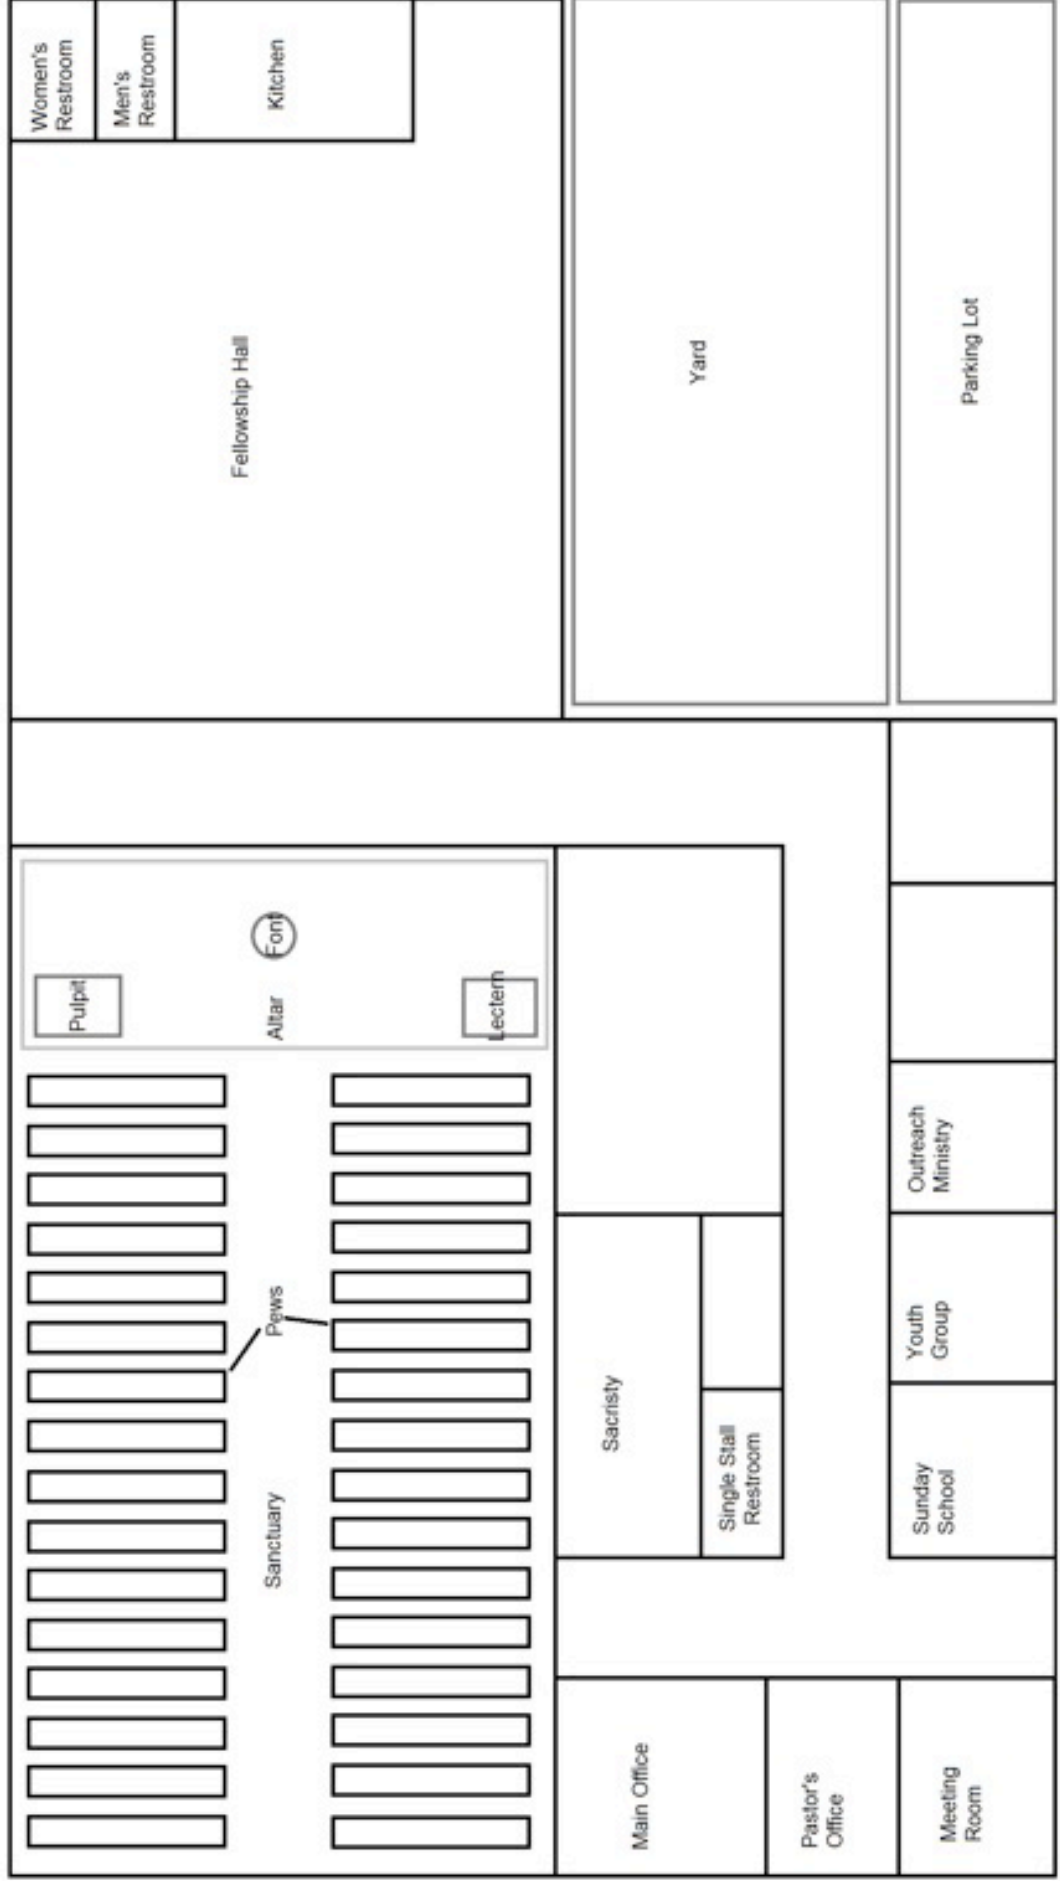 Women's
Restroom
Men's
Restroom
Kitchen
Fellowship Hall
Yard
Parking Lot
Pulpit
Altar
Font
Lectern
Pews
Sanctuary
Sacristy
Single Stall
Restroom
Outreach
Ministry
Youth
Group
Sunday
School
Main Office
Pastor's
Office
Meeting
Room